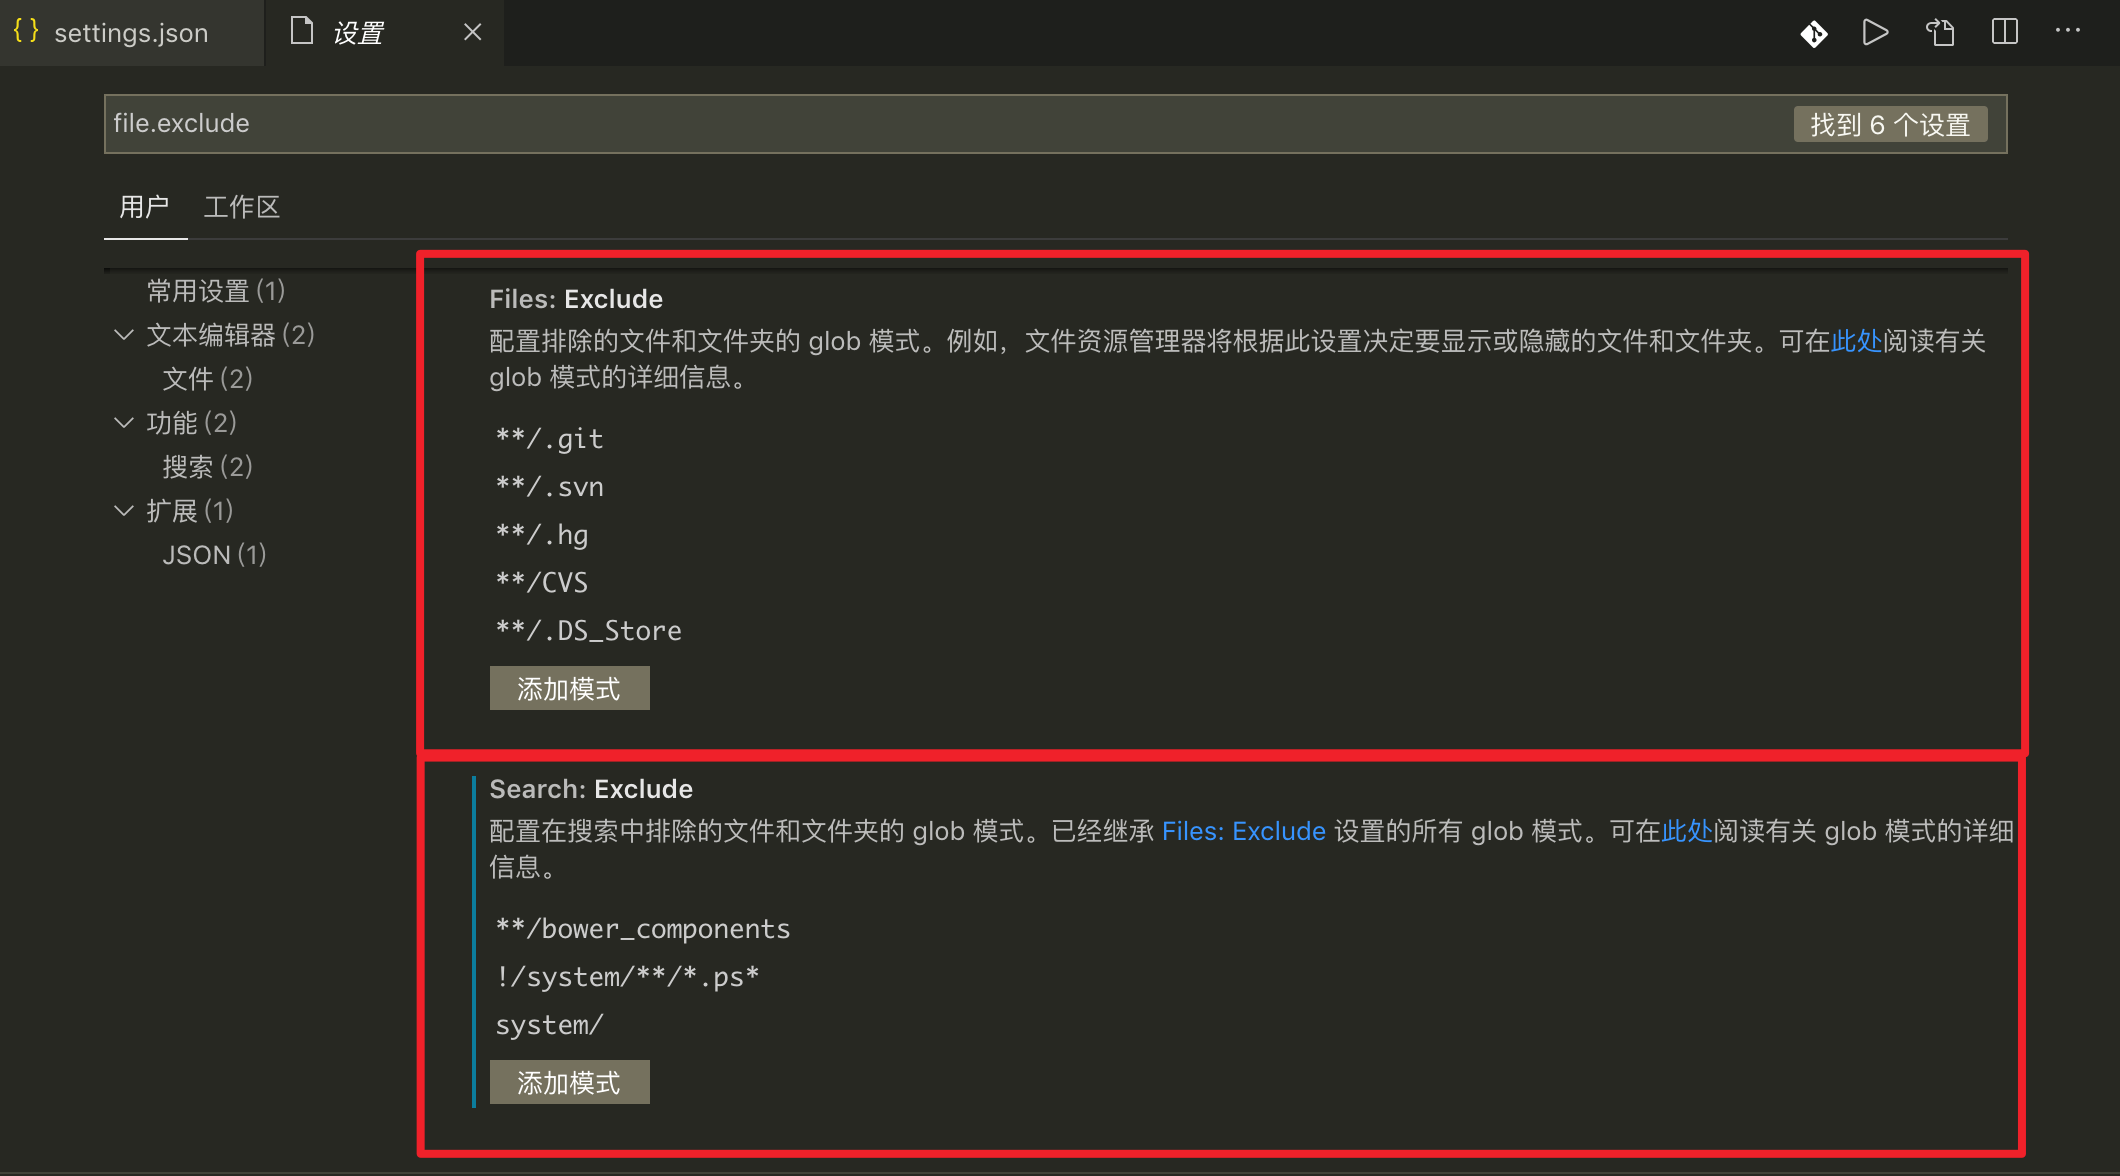 { } settings.json
设置
file.exclude
找到 6 个设置
用户
工作区
常用设置 (1)
文本编辑器 (2)
文件 (2)
功能 (2)
搜索 (2)
扩展 (1)
JSON (1)
Files: Exclude
配置排除的文件和文件夹的 glob 模式。例如，文件资源管理器将根据此设置决定要显示或隐藏的文件和文件夹。可在此处阅读有关
glob 模式的详细信息。
**/.git
**/.svn
**/.hg
**/CVS
**/.DS_Store
添加模式
Search: Exclude
配置在搜索中排除的文件和文件夹的 glob 模式。已经继承 Files: Exclude 设置的所有 glob 模式。可在此处阅读有关 glob 模式的详细
信息。
**/bower_components
!/system/**/*.ps*
system/
添加模式